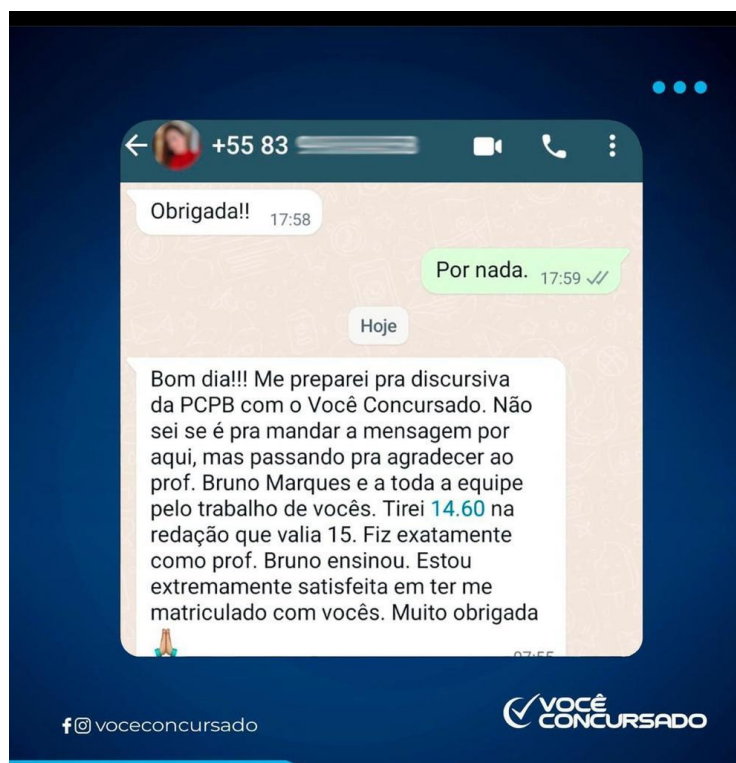 +55 83
Obrigada!! 17:58
Por nada. 17:59
Hoje
Bom dia!!! Me preparei pra discursiva
da PCPB com o Você Concursado. Não
sei se é pra mandar a mensagem por
aqui, mas passando pra agradecer ao
prof. Bruno Marques e a toda a equipe
pelo trabalho de vocês. Tirei 14.60 na
redação que valia 15. Fiz exatamente
como prof. Bruno ensinou. Estou
extremamente satisfeita em ter me
matriculado com vocês. Muito obrigada
🙏🏼 07:55
voceconcursado
VOCÊ
CONCURSADO